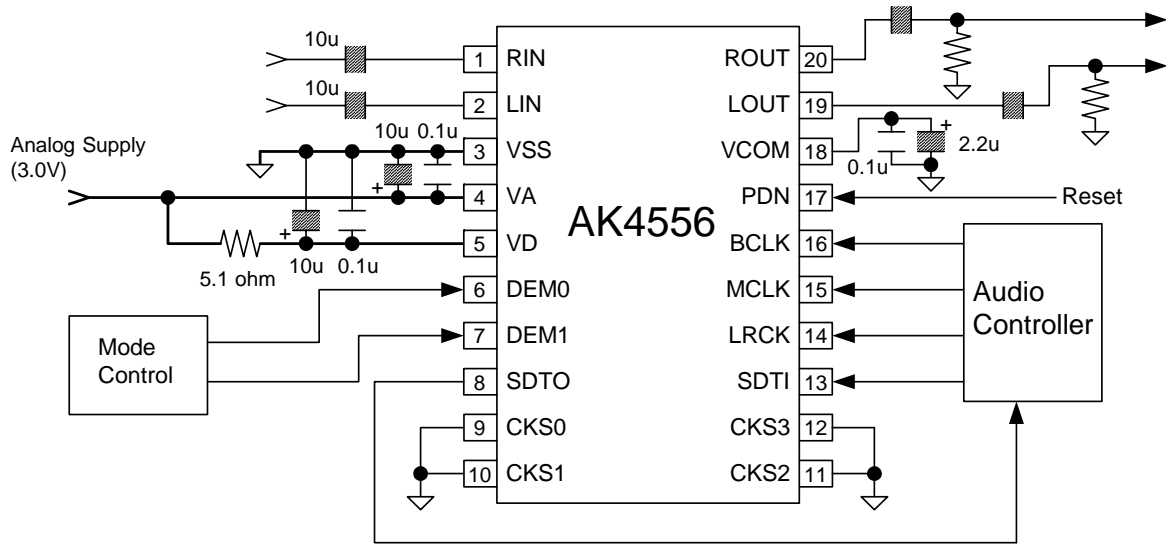 10u
1
RIN
ROUT
20
10u
2
LIN
LOUT
19
Analog Supply
(3.0V)
10u
0.1u
3
VSS
VCOM
18
0.1u
+
2.2u
+
4
VA
PDN
17
Reset
AK4556
+
10u
0.1u
5.1 ohm
5
VD
BCLK
16
6
DEM0
MCLK
15
Audio
Controller
Mode
Control
7
DEM1
LRCK
14
8
SDTO
SDTI
13
9
CKS0
CKS3
12
10
CKS1
CKS2
11